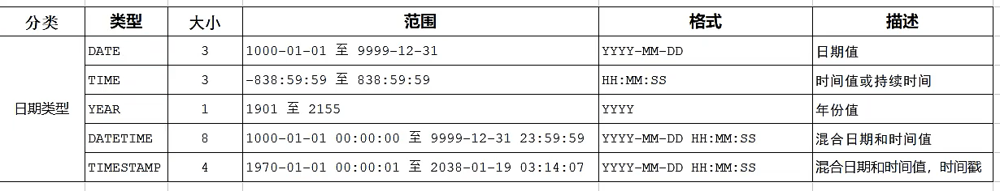 分类 类型 大小 范围 格式 描述
DATE 3 1000-01-01 至 9999-12-31 YYYY-MM-DD 日期值
TIME 3 -838:59:59 至 838:59:59 HH:MM:SS 时间值或持续时间
日期类型 YEAR 1 1901 至 2155 YYYY 年份值
DATETIME 8 1000-01-01 00:00:00 至 9999-12-31 23:59:59 YYYY-MM-DD HH:MM:SS 混合日期和时间值
TIMESTAMP 4 1970-01-01 00:00:01 至 2038-01-19 03:14:07 YYYY-MM-DD HH:MM:SS 混合日期和时间值，时间戳